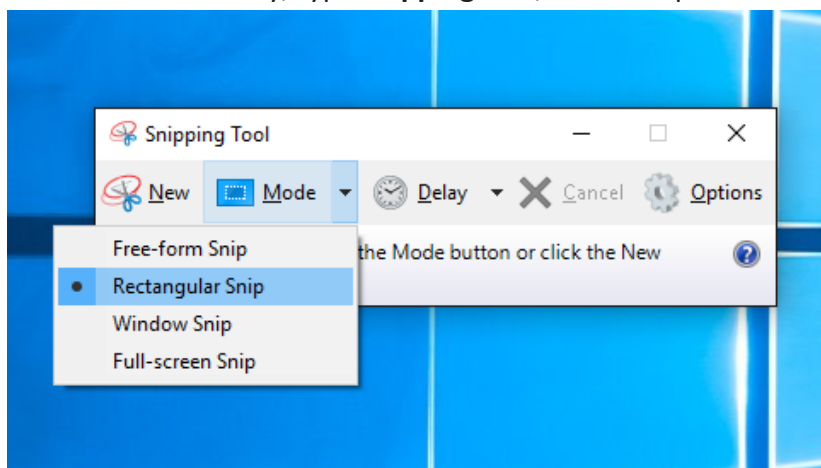 Snipping Tool
New Mode Delay Cancel Options
the Mode button or click the New
Free-form Snip
Rectangular Snip
Window Snip
Full-screen Snip